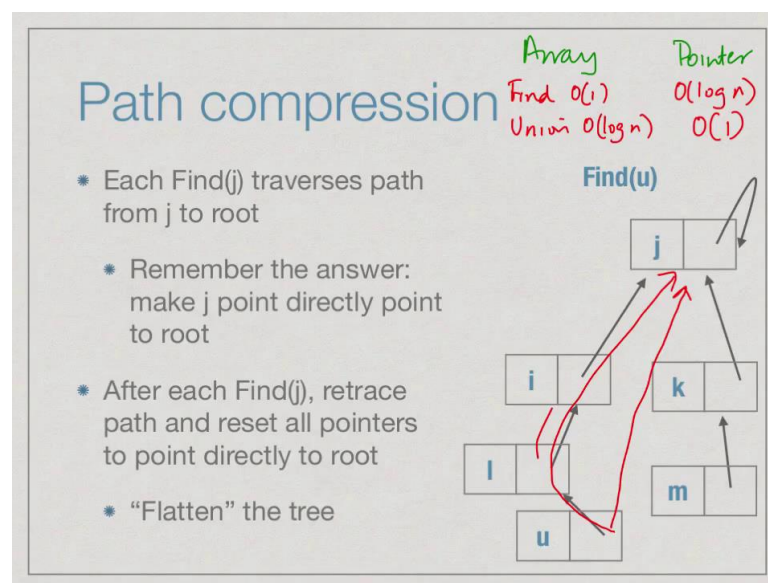 Array Pointer
Path compression
Find O(1) O(log n)
Union O(log n) O(1)
* Each Find(j) traverses path
from j to root
* Remember the answer:
make j point directly point
to root
* After each Find(j), retrace
path and reset all pointers
to point directly to root
* “Flatten” the tree
Find(u)
j
i
k
l
m
u